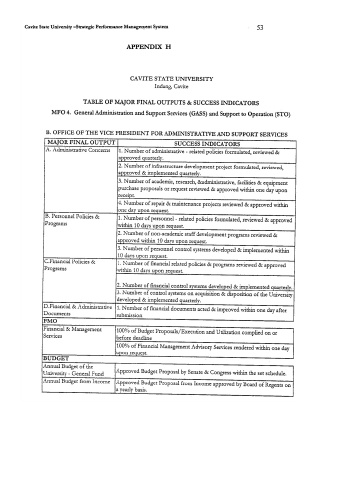 Cavite State University –Strategic Performance Management System 53
APPENDIX H
CAVITE STATE UNIVERSITY
Indang, Cavite
TABLE OF MAJOR FINAL OUTPUTS & SUCCESS INDICATORS
MFO 4. General Administration and Support Services (GASS) and Support to Operation (STO)
B. OFFICE OF THE VICE PRESIDENT FOR ADMINISTRATIVE AND SUPPORT SERVICES
MAJOR FINAL OUTPUT SUCCESS INDICATORS
A. Administrative Concerns
1. Number of administrative - related policies formulated, reviewed &
approved quarterly.
2. Number of infrastructure development project formulated, reviewed,
approved & implemented quarterly.
3. Number of academic, research, &administrative, facilities & equipment
purchase proposals or request reviewed & approved within one day upon
receipt.
4. Number of repair & maintenance projects reviewed & approved within
one day upon request.
B. Personnel Policies &
Programs
1. Number of personnel - related policies formulated, reviewed & approved
within 10 days upon request.
2. Number of non-academic staff development programs reviewed &
approved within 10 days upon request.
3. Number of personnel control systems developed & implemented within
10 days upon request.
C.Financial Policies &
Programs
1. Number of financial related policies & programs reviewed & approved
within 10 days upon request.
2. Number of financial control systems developed & implemented quarterly.
3. Number of control systems on acquisition & disposition of the University
developed & implemented quarterly.
D.Financial & Administrative
Documents
1. Number of financial documents acted & improved within one day after
submission
FMO
Financial & Management
Services
100% of Budget Proposals/Execution and Utilization complied on or
before deadline
100% of Financial Management Advisory Services rendered within one day
upon request.
BUDGET
Annual Budget of the
University - General Fund
Approved Budget Proposal by Senate & Congress within the set schedule.
Annual Budget from Income
Approved Budget Proposal from Income approved by Board of Regents on
a yearly basis.